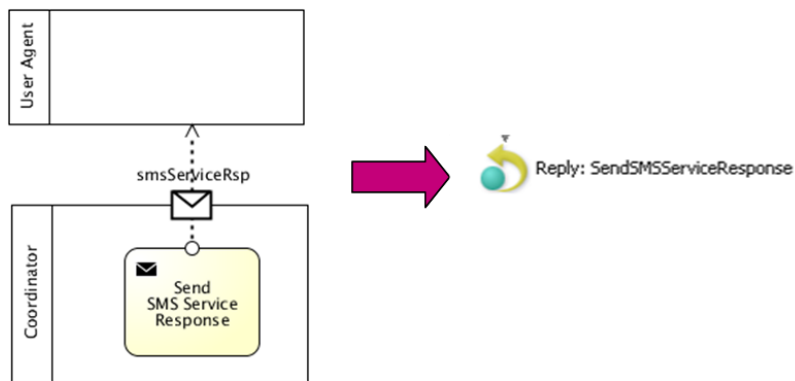 User Agent
smsServiceRsp
Coordinator
Send
SMS Service
Response
Reply: SendSMSServiceResponse